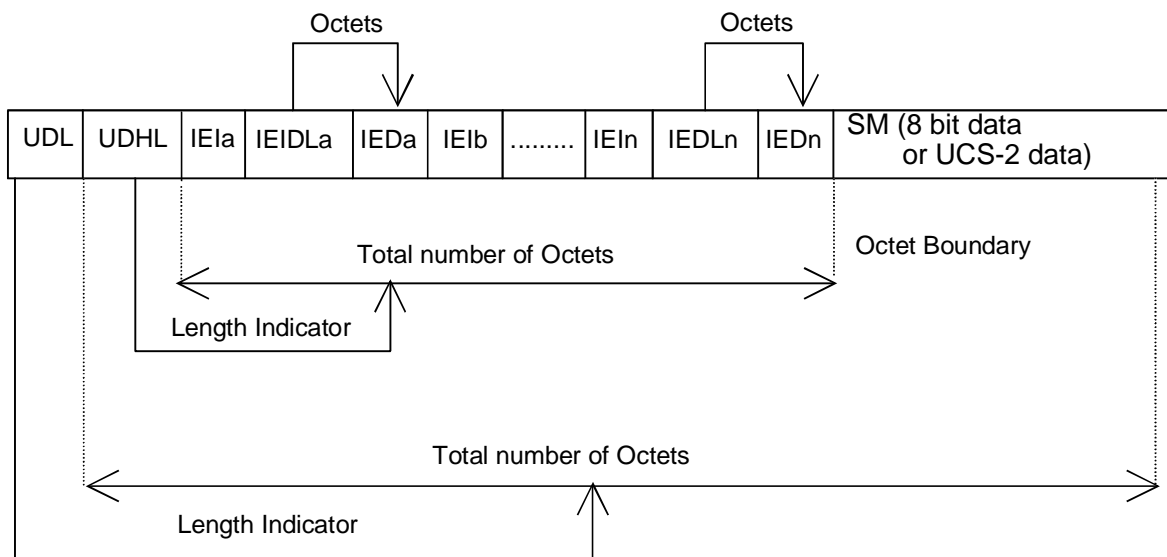 Octets
Octets
UDL UDHL IEIa IEIDLa IEDa IEIb ......... IEIn IEDLn IEDn SM (8 bit data
or UCS-2 data)
Total number of Octets
Octet Boundary
Length Indicator
Total number of Octets
Length Indicator